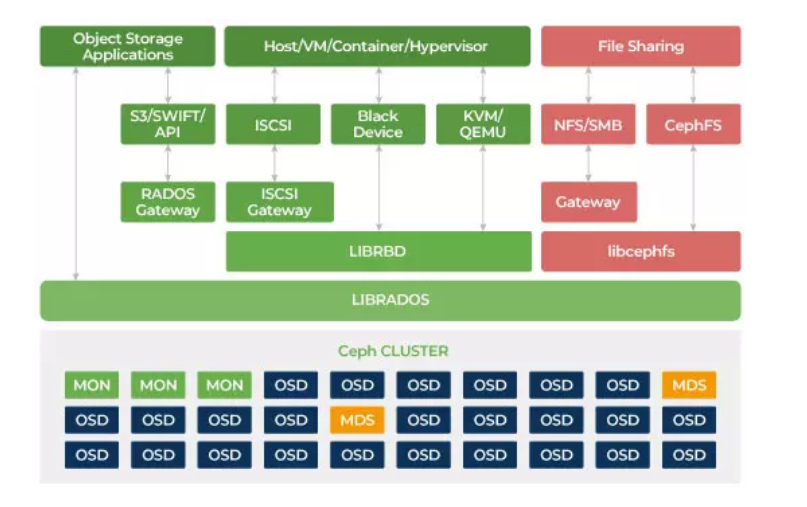 Object Storage
Applications
Host/VM/Container/Hypervisor
File Sharing
S3/SWIFT/
API
ISCSI
Black
Device
KVM/
QEMU
NFS/SMB
CephFS
RADOS
Gateway
ISCSI
Gateway
Gateway
LIBRBD
libcephfs
LIBRADOS
Ceph CLUSTER
MON MON MON OSD OSD OSD OSD OSD OSD MDS
OSD OSD OSD OSD MDS OSD OSD OSD OSD OSD
OSD OSD OSD OSD OSD OSD OSD OSD OSD OSD